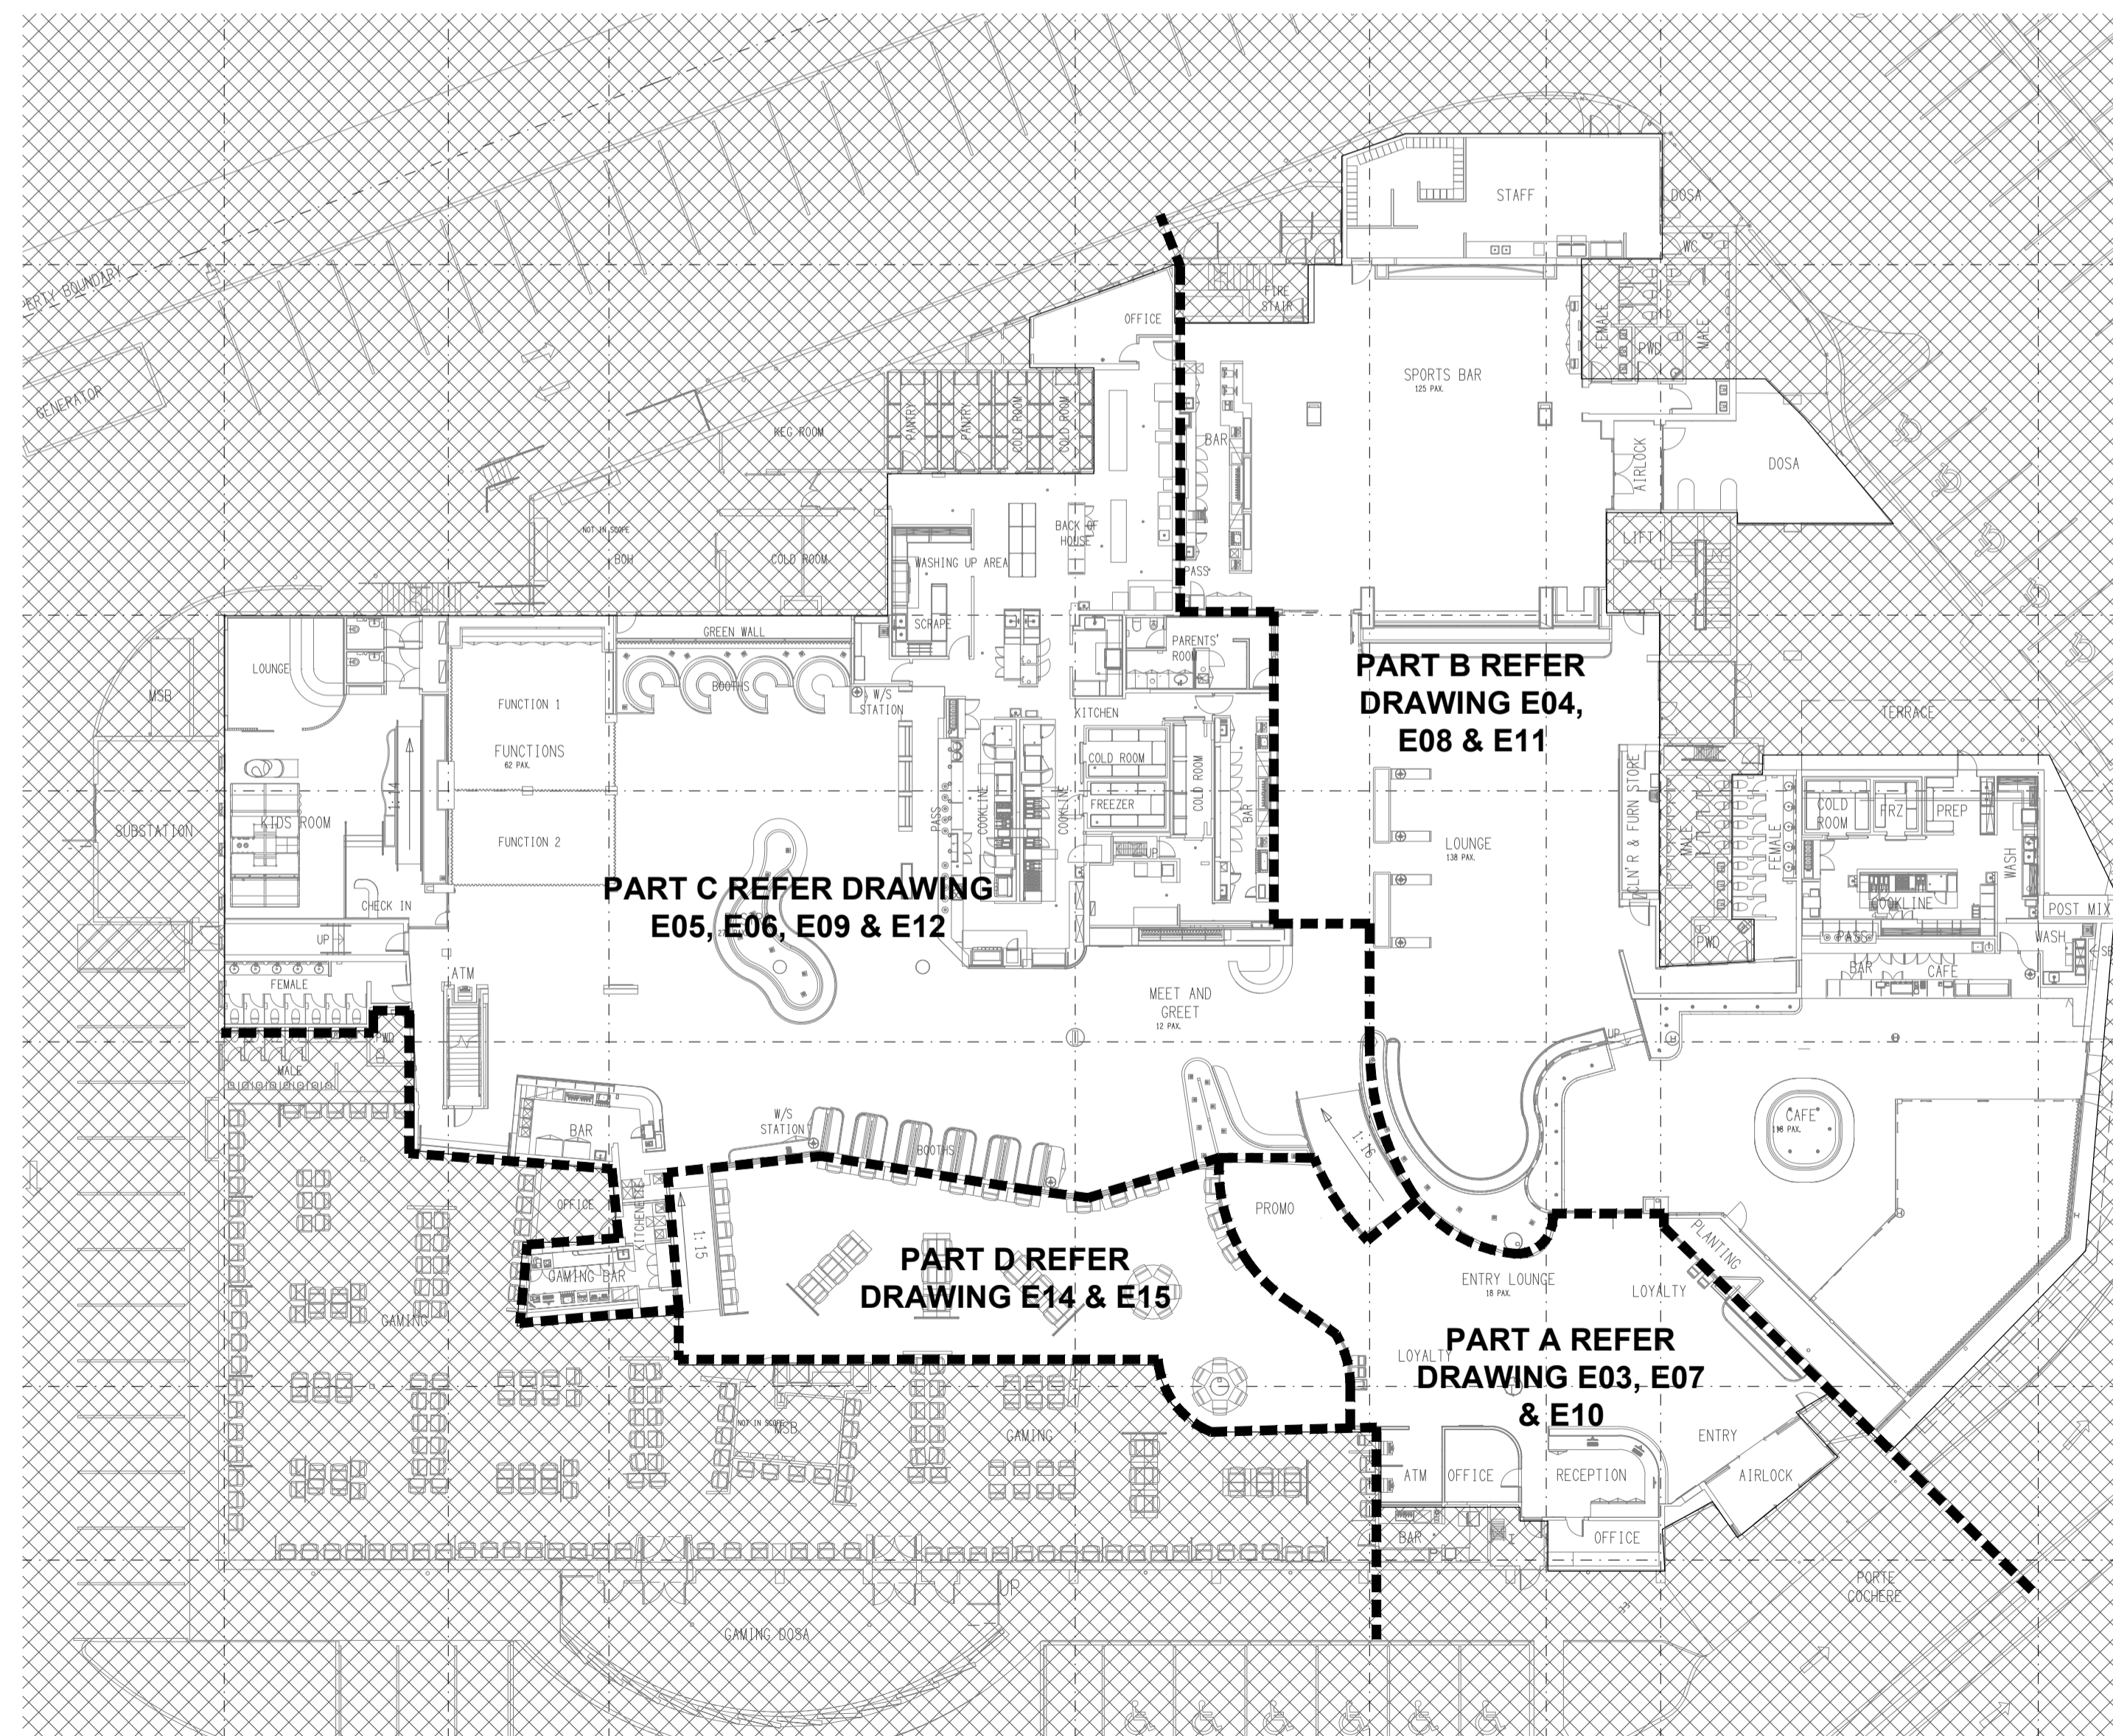 STAFF
DOSA
WC
OFFICE
FIRE
STAIR
FEMALE
PWD
MALE
GENERATOR
SPORTS BAR
125 PAX.
KEG ROOM
PANTRY
PANTRY
COLD ROOM
COLD ROOM
BAR
AIRLOCK
DOSA
NOT IN SCOPE
BOH
COLD ROOM
BACK OF
HOUSE
WASHING UP AREA
PASS
LIFT
SCRAPE
GREEN WALL
LOUNGE
PARENTS'
ROOM
PART B REFER
DRAWING E04,
E08 & E11
MSB
FUNCTION 1
BOOTHS
W/S
STATION
KITCHEN
TERRACE
FUNCTIONS
62 PAX.
COLD ROOM
COLD ROOM
FREEZER
1:14
KIDS ROOM
SUBSTATION
FUNCTION 2
PASS
COOKLINE
COOKLINE
BAR
UP
LOUNGE
138 PAX.
CLN'R & FURN STORE
MALE
FEMALE
COLD
ROOM
FRZ
PREP
WASH
COOKLINE
POST MIX
PART C REFER DRAWING
E05, E06, E09 & E12
CHECK IN
UP
PWD
PASS
WASH
BAR
CAFE
ATM
FEMALE
MEET AND
GREET
12 PAX.
UP
PWD
MALE
BAR
W/S
STATION
BOOTHS
1:16
CAFE
OFFICE
KITCHENETTE
1:15
PROMO
PLANTING
GAMING BAR
PART D REFER
DRAWING E14 & E15
ENTRY LOUNGE
18 PAX.
LOYALTY
GAMING
LOYALTY
PART A REFER
DRAWING E03, E07
& E10
NOT IN SCOPE
MSB
GAMING
ENTRY
ATM
OFFICE
RECEPTION
AIRLOCK
BAR
OFFICE
UP
PORTE
COCHERE
GAMING DOSA